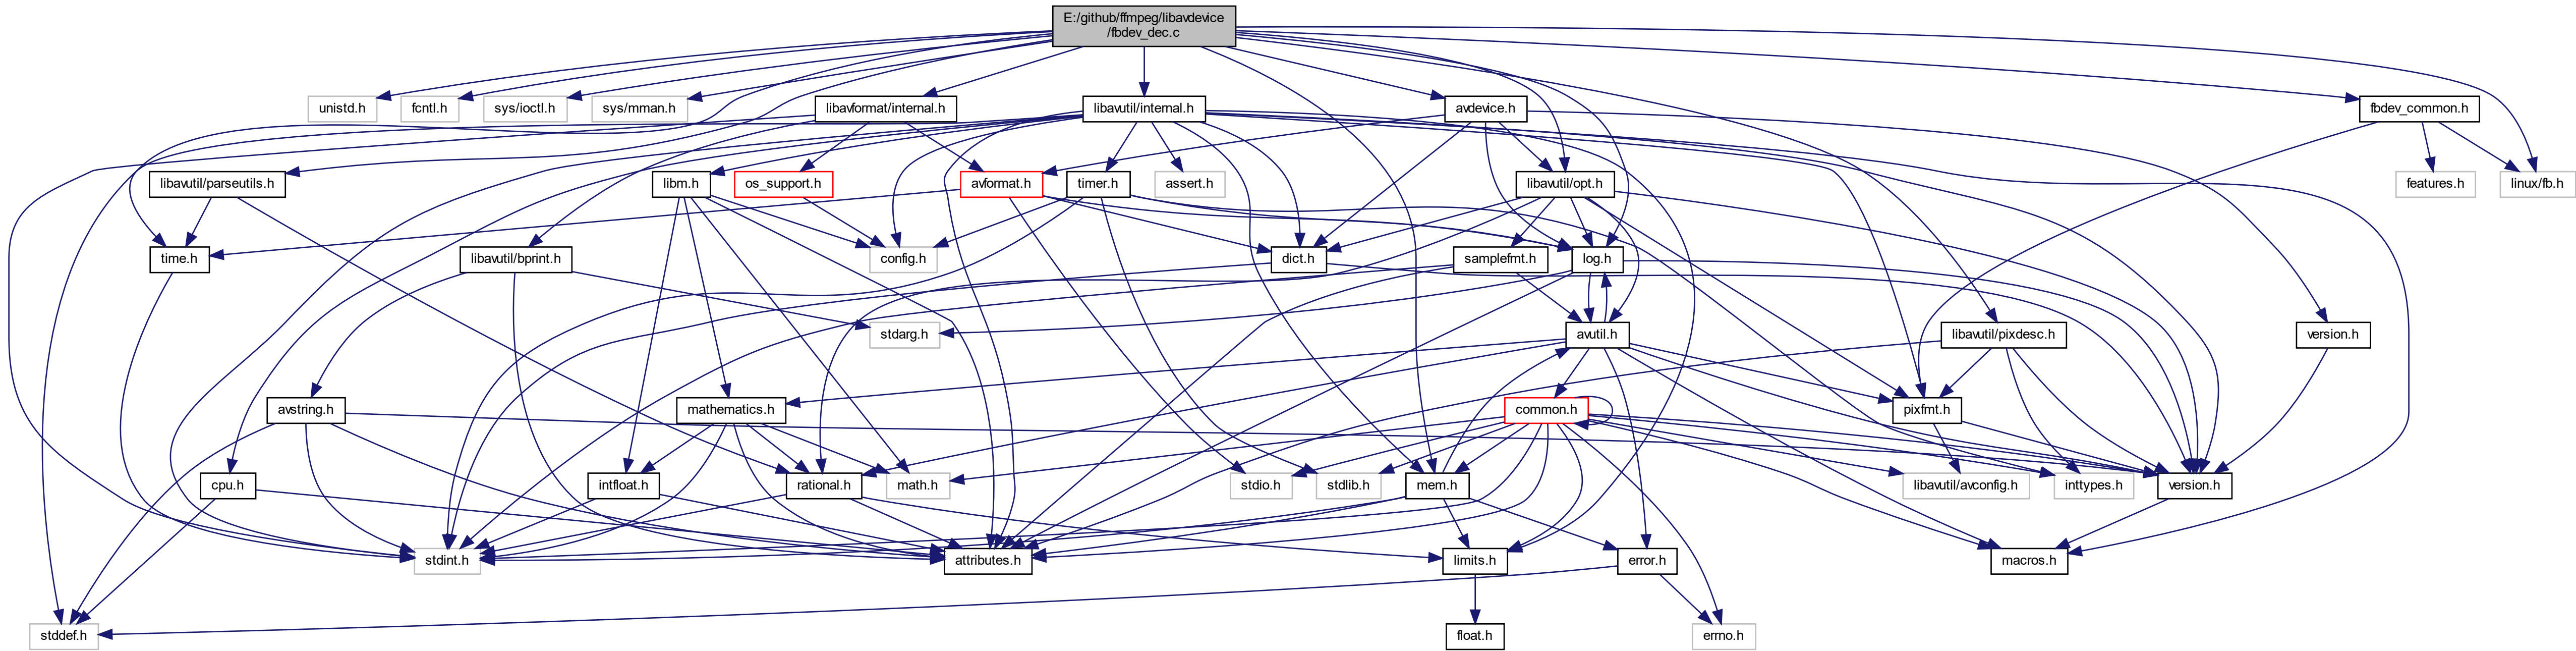 E:/github/ffmpeg/libavdevice
/fbdev_dec.c
unistd.h
fcntl.h
sys/ioctl.h
sys/mman.h
libavformat/internal.h
libavutil/internal.h
avdevice.h
fbdev_common.h
libavutil/parseutils.h
libm.h
os_support.h
avformat.h
timer.h
assert.h
libavutil/opt.h
features.h
linux/fb.h
time.h
libavutil/bprint.h
config.h
dict.h
samplefmt.h
log.h
stdarg.h
avutil.h
libavutil/pixdesc.h
version.h
avstring.h
mathematics.h
common.h
pixfmt.h
cpu.h
intfloat.h
rational.h
math.h
stdio.h
stdlib.h
mem.h
libavutil/avconfig.h
inttypes.h
version.h
stdint.h
attributes.h
limits.h
error.h
macros.h
stddef.h
float.h
errno.h